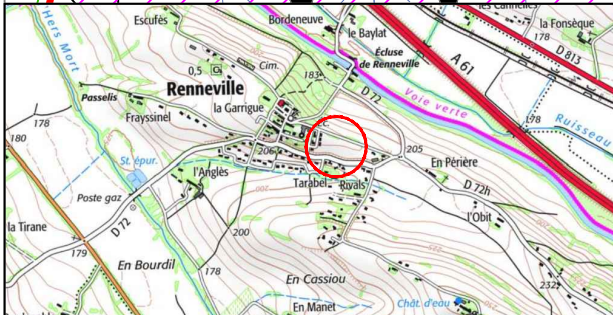 les Cannelles
Escufés
Bordeneuve
le Baylat
178
la Fonsèque
D 813
Hers Mort
0,5
Cim.
183
Écluse
de Renneville
A 61
Renneville
D 72
Voie verte
Passelis
la Garrigue
Frayssinel
178
178
Ruisseau
180
206
205
St. épur.
En Périère
l'Anglès
Tarabel
Rivals
D 72h
Poste gaz
200
l'Obit
la Tirane
D 72
200
179
En Bourdil
178
En Cassiou
232
Chât. d'eau
En Manet